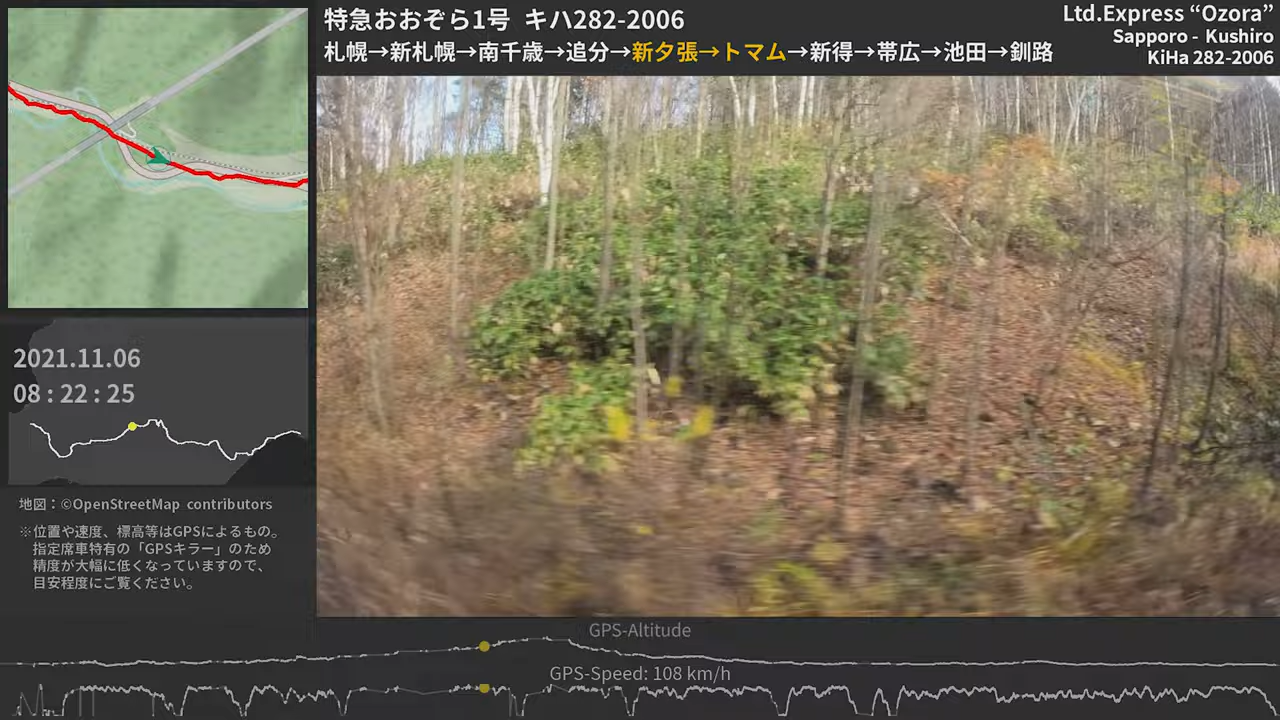 特急おおぞら1号 キハ282-2006
札幌→新札幌→南千歳→追分→新夕張→トマム→新得→帯広→池田→釧路
Ltd.Express “Ozora”
Sapporo - Kushiro
KiHa 282-2006
2021.11.06
08:22:25
地図：©OpenStreetMap contributors
※位置や速度、標高等はGPSによるもの。
指定席車特有の「GPSキラー」のため
精度が大幅に低くなっていますので、
目安程度にご覧ください。
GPS-Altitude
GPS-Speed: 108 km/h